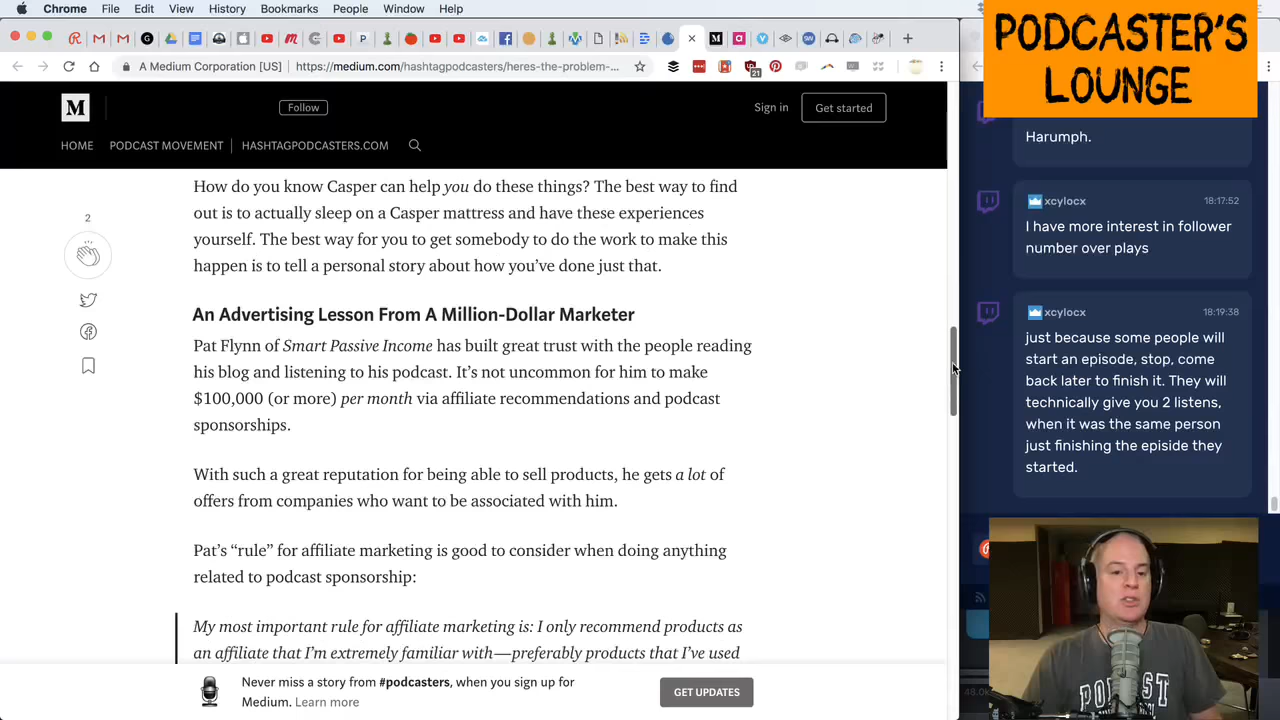 Chrome File Edit View History Bookmarks People Window Help
A Medium Corporation [US] https://medium.com/hashtagpodcasters/heres-the-problem-...
21
M Follow Sign in Get started
HOME PODCAST MOVEMENT HASHTAGPODCASTERS.COM
2
How do you know Casper can help you do these things? The best way to find
out is to actually sleep on a Casper mattress and have these experiences
yourself. The best way for you to get somebody to do the work to make this
happen is to tell a personal story about how you’ve done just that.
An Advertising Lesson From A Million-Dollar Marketer
Pat Flynn of Smart Passive Income has built great trust with the people reading
his blog and listening to his podcast. It’s not uncommon for him to make
$100,000 (or more) per month via affiliate recommendations and podcast
sponsorships.
With such a great reputation for being able to sell products, he gets a lot of
offers from companies who want to be associated with him.
Pat’s “rule” for affiliate marketing is good to consider when doing anything
related to podcast sponsorship:
My most important rule for affiliate marketing is: I only recommend products as
an affiliate that I’m extremely familiar with—preferably products that I’ve used
Never miss a story from #podcasters, when you sign up for
Medium. Learn more
GET UPDATES
PODCASTER'S
LOUNGE
Harumph.
xcylocx 18:17:52
I have more interest in follower
number over plays
xcylocx 18:19:38
just because some people will
start an episode, stop, come
back later to finish it. They will
technically give you 2 listens,
when it was the same person
just finishing the episide they
started.
48.0k
PODCAST